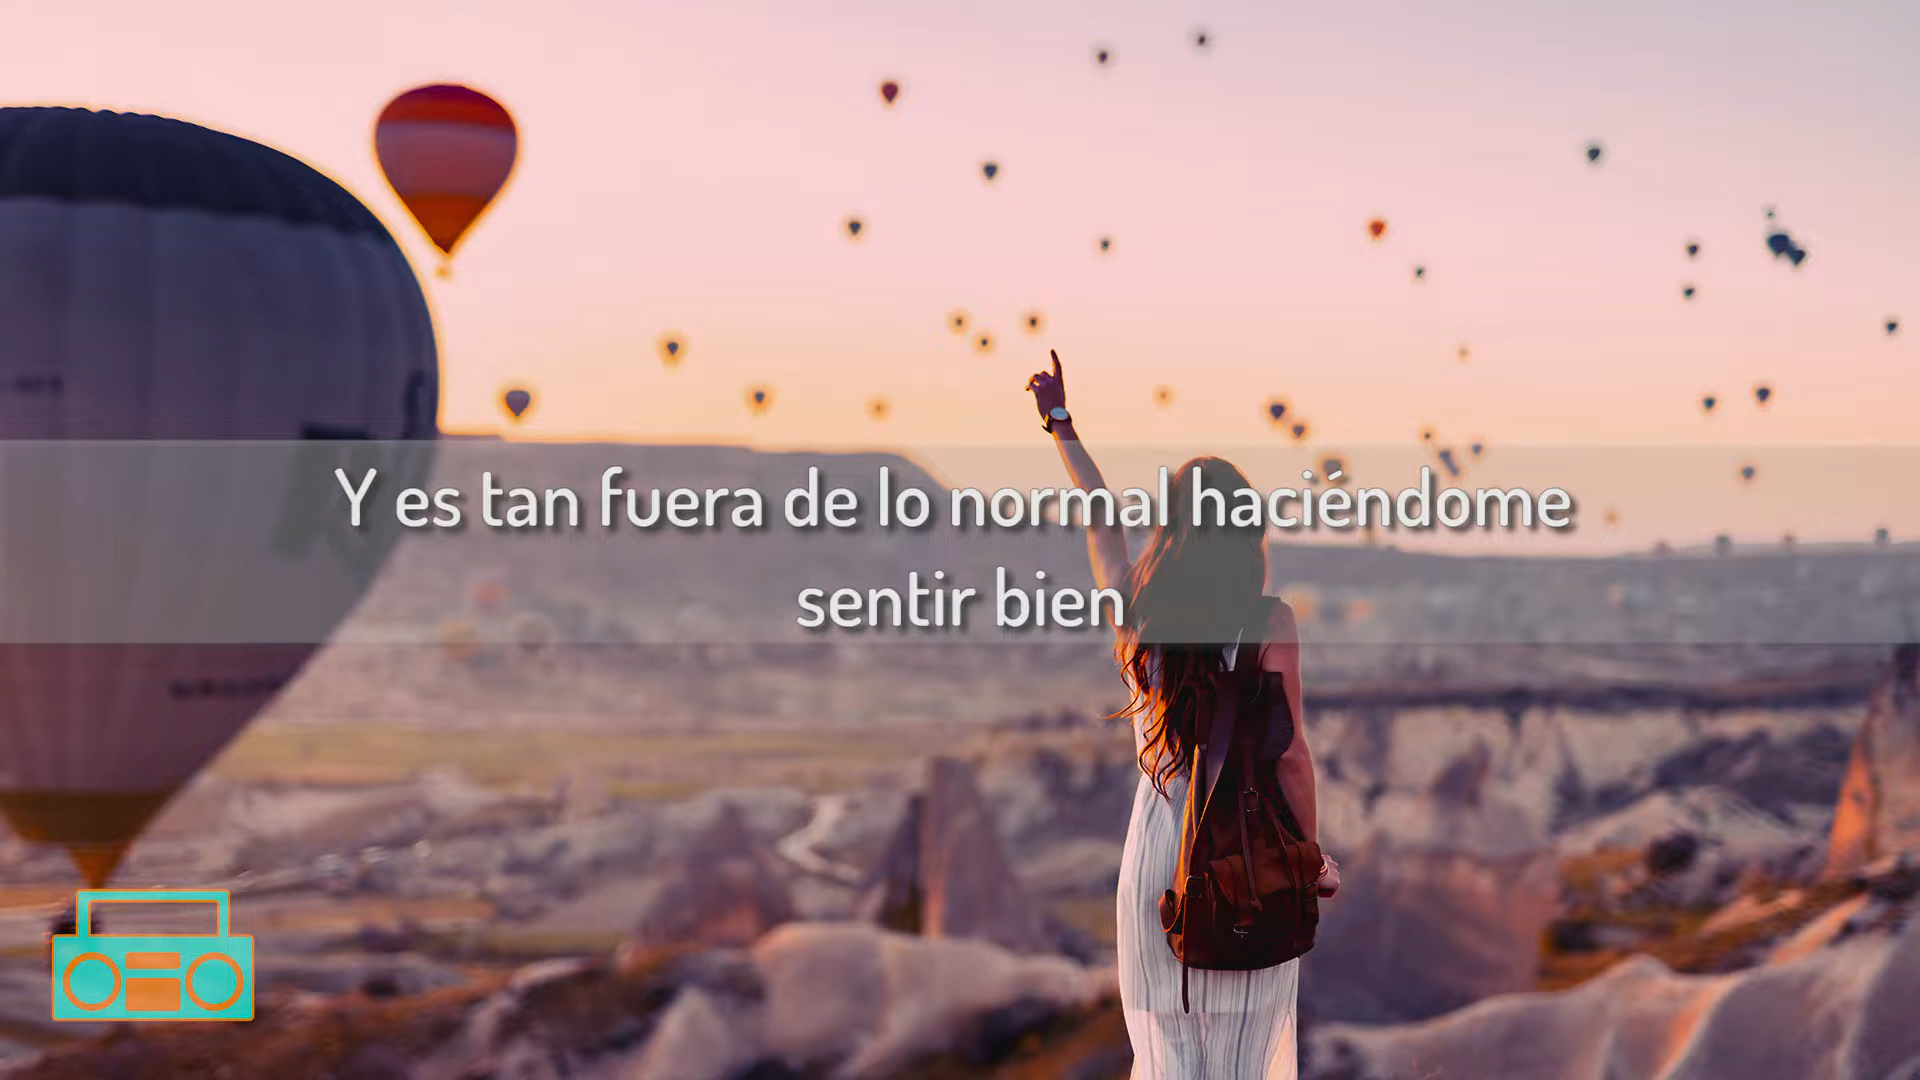 Y es tan fuera de lo normal haciéndome
sentir bien